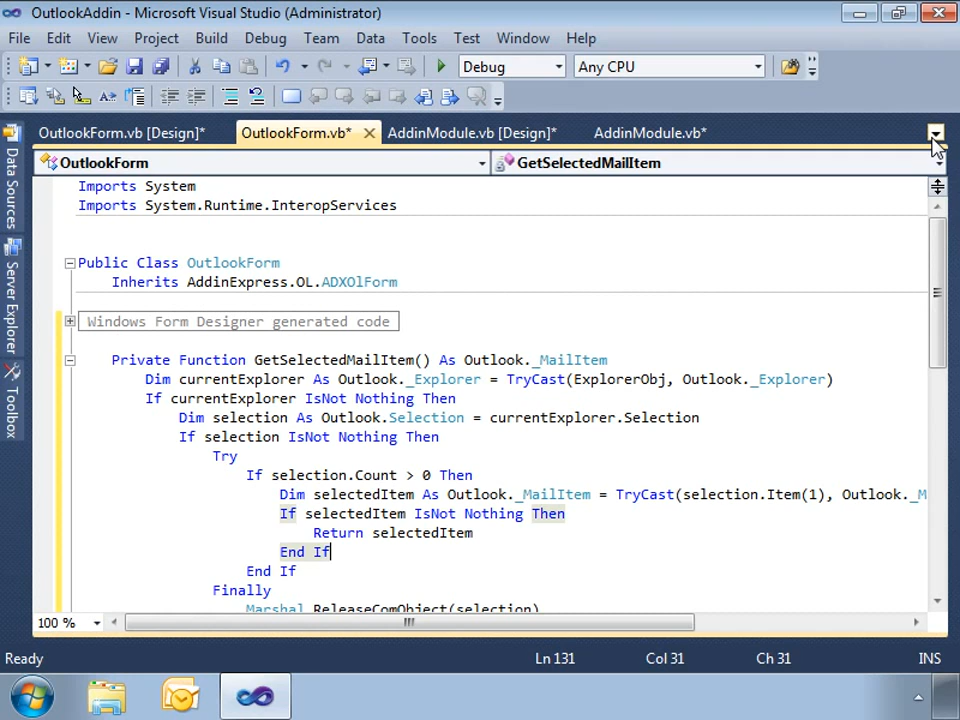 OutlookAddin - Microsoft Visual Studio (Administrator)
File Edit View Project Build Debug Team Data Tools Test Window Help
Debug Any CPU
OutlookForm.vb [Design]* OutlookForm.vb* AddinModule.vb [Design]* AddinModule.vb*
OutlookForm GetSelectedMailItem
Data Sources
Server Explorer
Toolbox
Imports System
Imports System.Runtime.InteropServices
Public Class OutlookForm
Inherits AddinExpress.OL.ADXOlForm
Windows Form Designer generated code
Private Function GetSelectedMailItem() As Outlook._MailItem
Dim currentExplorer As Outlook._Explorer = TryCast(ExplorerObj, Outlook._Explorer)
If currentExplorer IsNot Nothing Then
Dim selection As Outlook.Selection = currentExplorer.Selection
If selection IsNot Nothing Then
Try
If selection.Count > 0 Then
Dim selectedItem As Outlook._MailItem = TryCast(selection.Item(1), Outlook._M
If selectedItem IsNot Nothing Then
Return selectedItem
End If
End If
Finally
Marshal.ReleaseComObject(selection)
100 %
Ready Ln 131 Col 31 Ch 31 INS